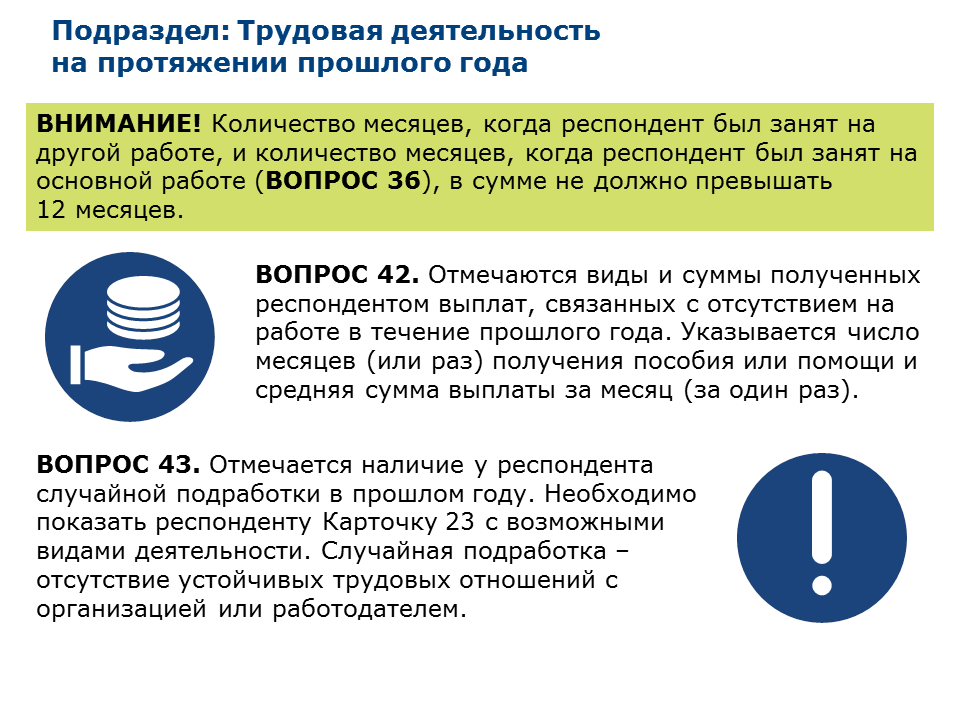 Подраздел: Трудовая деятельность
на протяжении прошлого года
ВНИМАНИЕ! Количество месяцев, когда респондент был занят на
другой работе, и количество месяцев, когда респондент был занят на
основной работе (ВОПРОС 36), в сумме не должно превышать
12 месяцев.
ВОПРОС 42. Отмечаются виды и суммы полученных
респондентом выплат, связанных с отсутствием на
работе в течение прошлого года. Указывается число
месяцев (или раз) получения пособия или помощи и
средняя сумма выплаты за месяц (за один раз).
ВОПРОС 43. Отмечается наличие у респондента
случайной подработки в прошлом году. Необходимо
показать респонденту Карточку 23 с возможными
видами деятельности. Случайная подработка –
отсутствие устойчивых трудовых отношений с
организацией или работодателем.